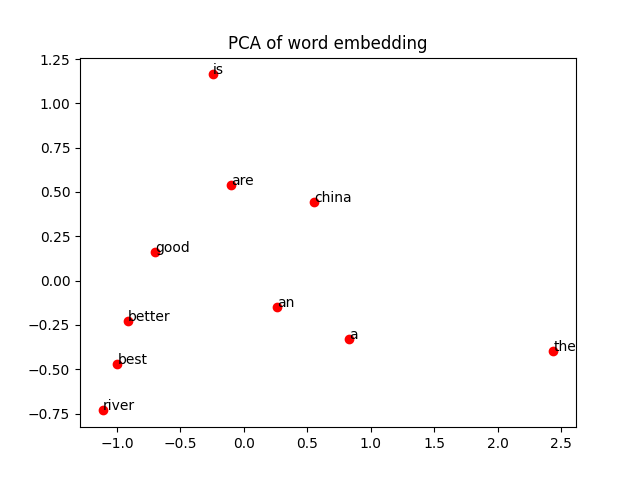 PCA of word embedding
1.25
1.00
0.75
0.50
0.25
0.00
−0.25
−0.50
−0.75
is
are
china
good
an
better
a
the
best
river
−1.0
−0.5
0.0
0.5
1.0
1.5
2.0
2.5